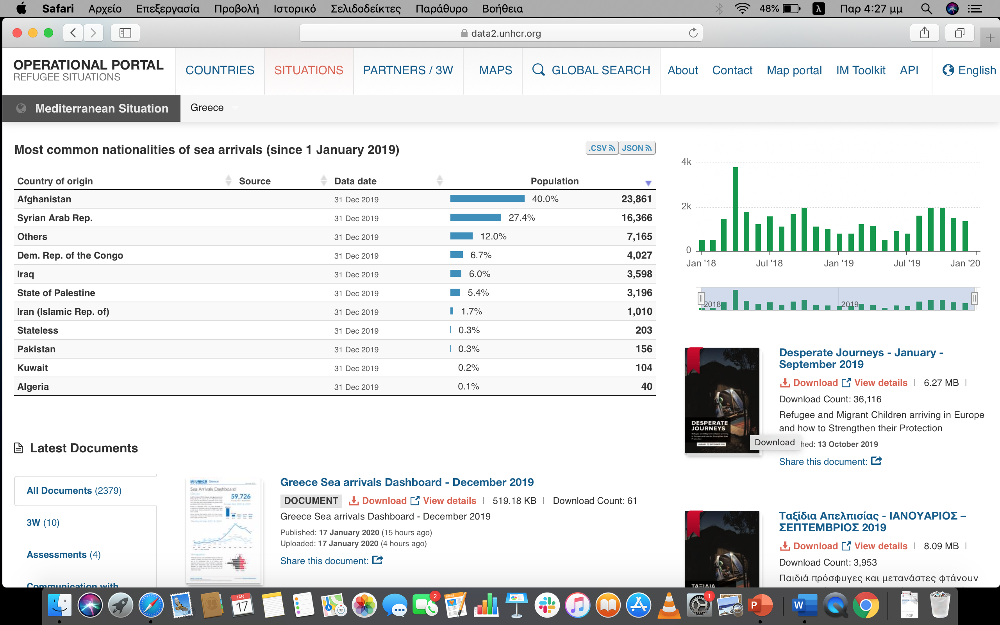 Safari Αρχείο Επεξεργασία Προβολή Ιστορικό Σελιδοδείκτες Παράθυρο Βοήθεια 48% λ Παρ 4:27 μμ
data2.unhcr.org
OPERATIONAL PORTAL
REFUGEE SITUATIONS
COUNTRIES SITUATIONS PARTNERS / 3W MAPS GLOBAL SEARCH About Contact Map portal IM Toolkit API English
Mediterranean Situation Greece
Most common nationalities of sea arrivals (since 1 January 2019) .CSV JSON
Country of origin Source Data date Population
Afghanistan 31 Dec 2019 40.0% 23,861
Syrian Arab Rep. 31 Dec 2019 27.4% 16,366
Others 31 Dec 2019 12.0% 7,165
Dem. Rep. of the Congo 31 Dec 2019 6.7% 4,027
Iraq 31 Dec 2019 6.0% 3,598
State of Palestine 31 Dec 2019 5.4% 3,196
Iran (Islamic Rep. of) 31 Dec 2019 1.7% 1,010
Stateless 31 Dec 2019 0.3% 203
Pakistan 31 Dec 2019 0.3% 156
Kuwait 31 Dec 2019 0.2% 104
Algeria 31 Dec 2019 0.1% 40
4k
2k
0
Jan '18 Jul '18 Jan '19 Jul '19 Jan '20
2018 2019
DESPERATE
JOURNEYS
Desperate Journeys - January -
September 2019
Download View details | 6.27 MB |
Download Count: 36,116
Refugee and Migrant Children arriving in Europe
and how to Strengthen their Protection
Download hed: 13 October 2019
Share this document:
Latest Documents
All Documents (2379)
3W (10)
Assessments (4)
Communication with
UNHCR Greece
Sea Arrivals Dashboard
59,726
Greece Sea arrivals Dashboard - December 2019
DOCUMENT Download View details | 519.18 KB | Download Count: 61
Greece Sea arrivals Dashboard - December 2019
Published: 17 January 2020 (15 hours ago)
Uploaded: 17 January 2020 (4 hours ago)
Share this document:
ΤΑΞΙΔΙΑ
Ταξίδια Απελπισίας - ΙΑΝΟΥΑΡΙΟΣ –
ΣΕΠΤΕΜΒΡΙΟΣ 2019
Download View details | 8.09 MB |
Download Count: 3,953
Παιδιά πρόσφυγες και μετανάστες φτάνουν
JAN
17
3D
2
PAGES
1
P
W
PDF